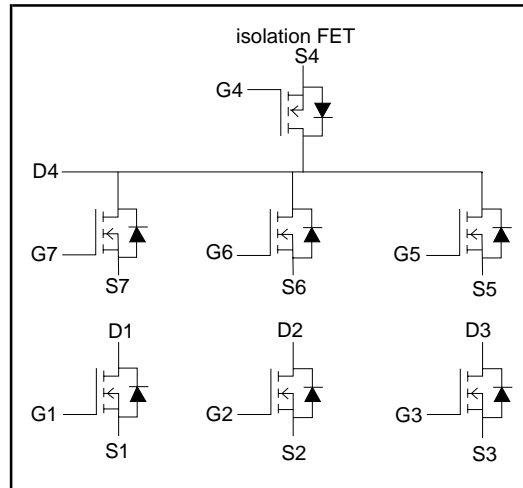 isolation FET
S4
G4
D4
G7 G6 G5
S7 S6 S5
D1 D2 D3
G1 G2 G3
S1 S2 S3